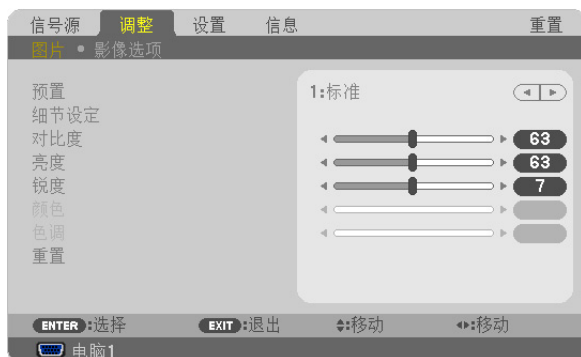 信号源 调整 设置 信息 重置
图片 • 影像选项
预置 1:标准
细节设定
对比度 63
亮度 63
锐度 7
颜色
色调
重置
ENTER:选择 EXIT:退出 :移动 :移动
电脑1